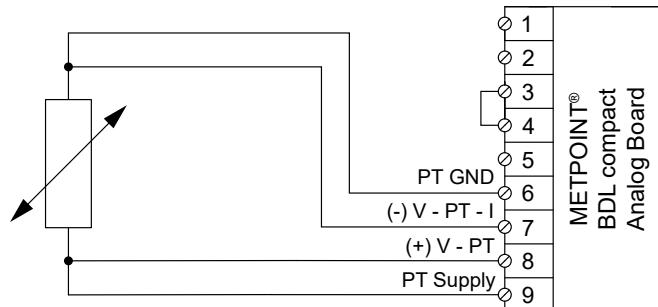 1
2
3
4
5
PT GND 6
(-) V - PT - I 7
(+) V - PT 8
PT Supply 9
METPOINT®
BDL compact
Analog Board